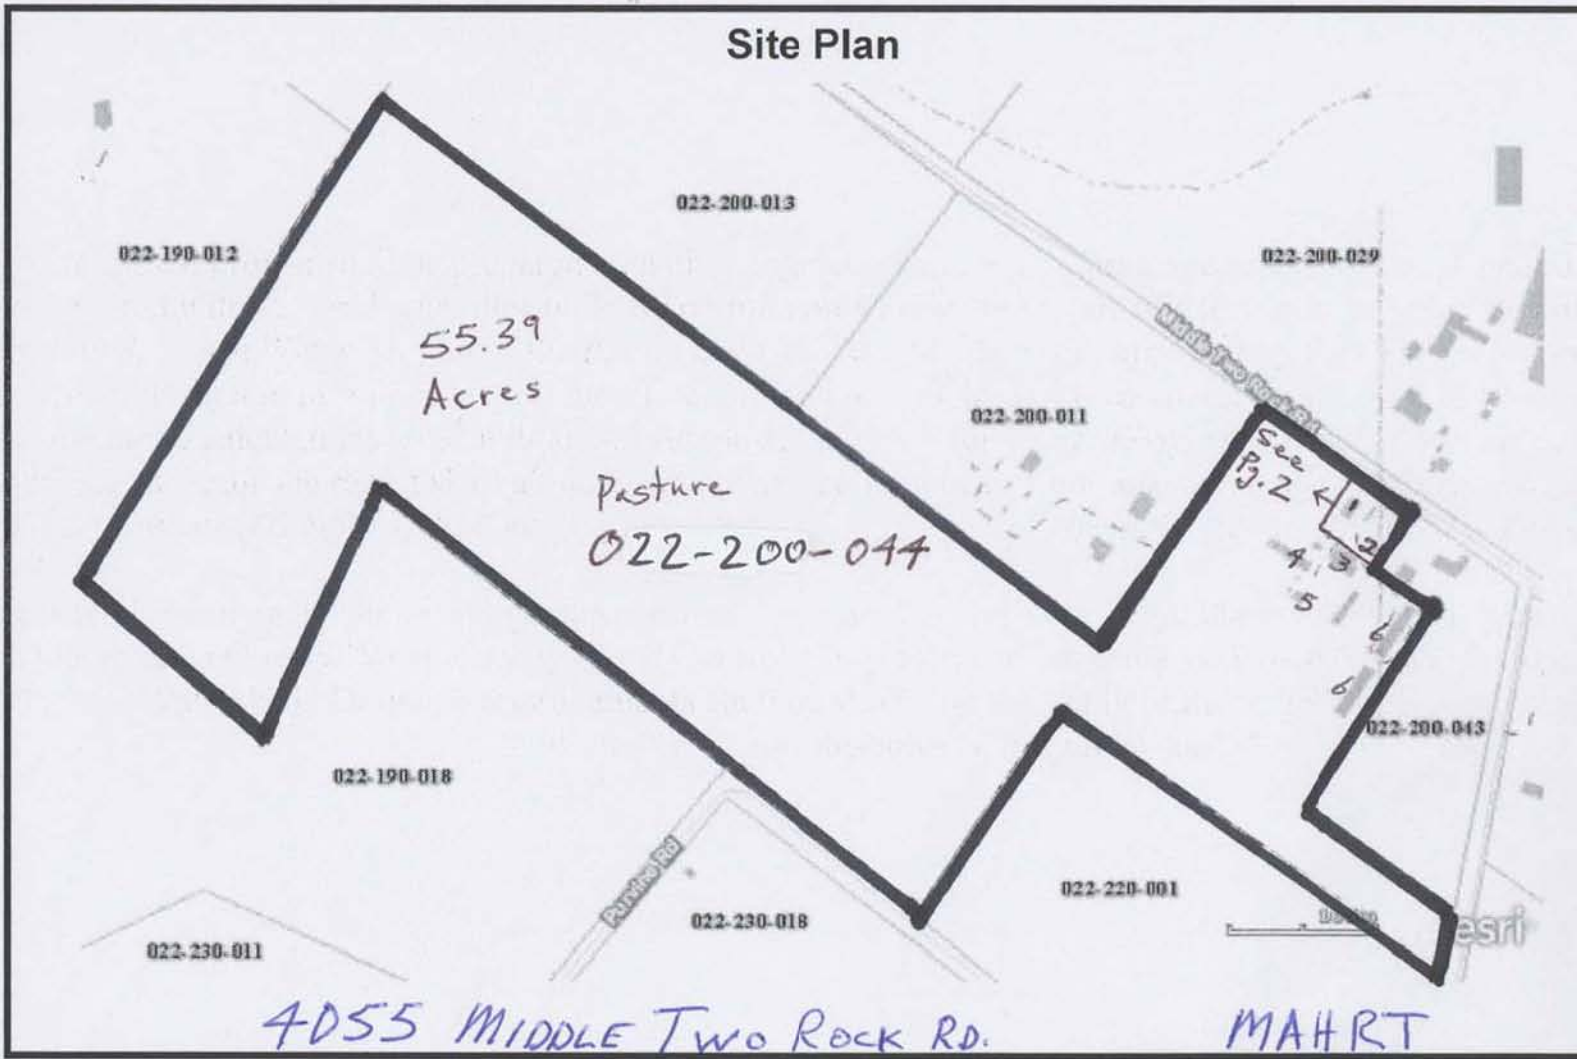 Site Plan
022-200-013
022-190-012
022-200-029
55.39
Acres
Middle Two Rock Rd
022-200-011
See
Pg. 2
Pasture
022-200-044
1
2
3
4
5
6
6
022-200-043
022-190-018
Purvine Rd
022-220-001
022-230-018
022-230-011
esri
4055 MIDDLE TWO ROCK RD.
MAHRT